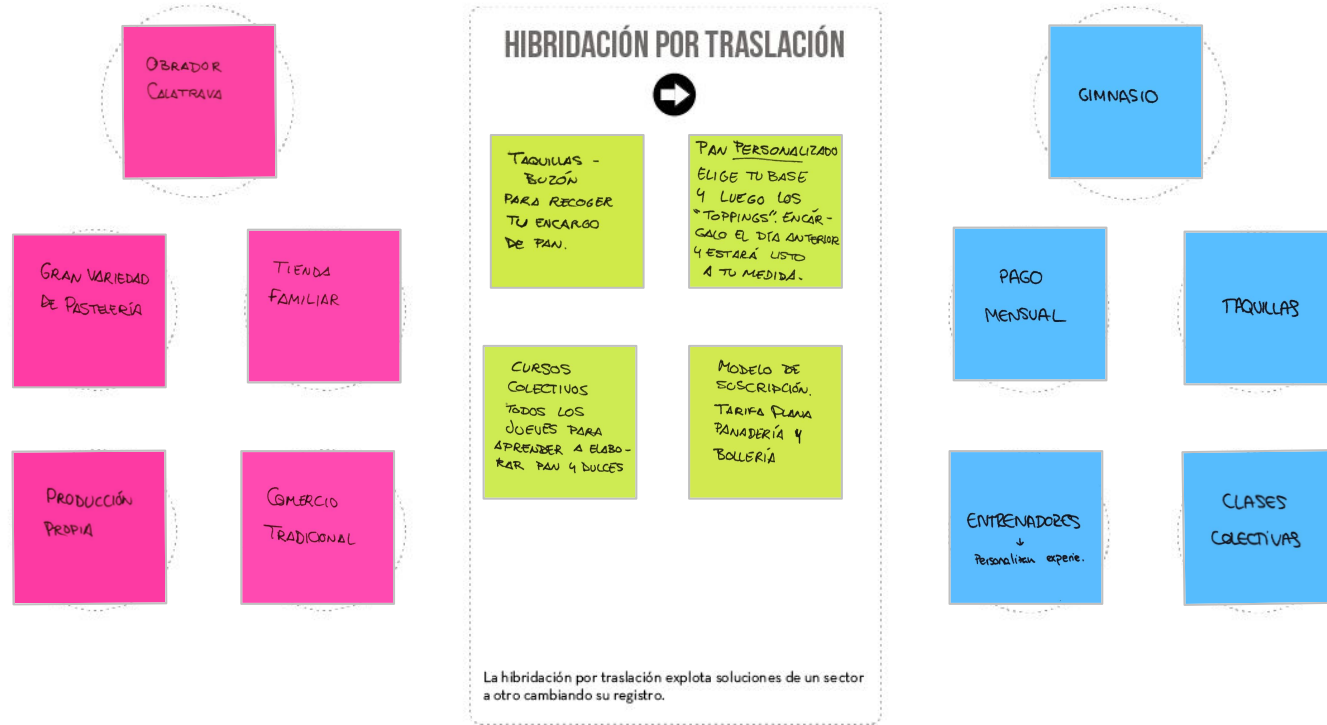 OBRADOR
CALATRAVA
GRAN VARIEDAD
DE PASTELERÍA
TIENDA
FAMILIAR
PRODUCCIÓN
PROPIA
COMERCIO
TRADICIONAL
HIBRIDACIÓN POR TRASLACIÓN
TAQUILLAS -
BUZÓN
PARA RECOGER
TU ENCARGO
DE PAN.
PAN PERSONALIZADO
ELIGE TU BASE
Y LUEGO LOS
"TOPPINGS". ENCÁR-
GALO EL DÍA ANTERIOR
Y ESTARÁ LISTO
A TU MEDIDA.
CURSOS
COLECTIVOS
TODOS LOS
JUEVES PARA
APRENDER A ELABO-
RAR PAN Y DULCES
MODELO DE
SUSCRIPCIÓN.
TARIFA PLANA
PANADERÍA Y
BOLLERÍA
La hibridación por traslación explota soluciones de un sector
a otro cambiando su registro.
GIMNASIO
PAGO
MENSUAL
TAQUILLAS
ENTRENADORES
↓
Personalizan experie.
CLASES
COLECTIVAS